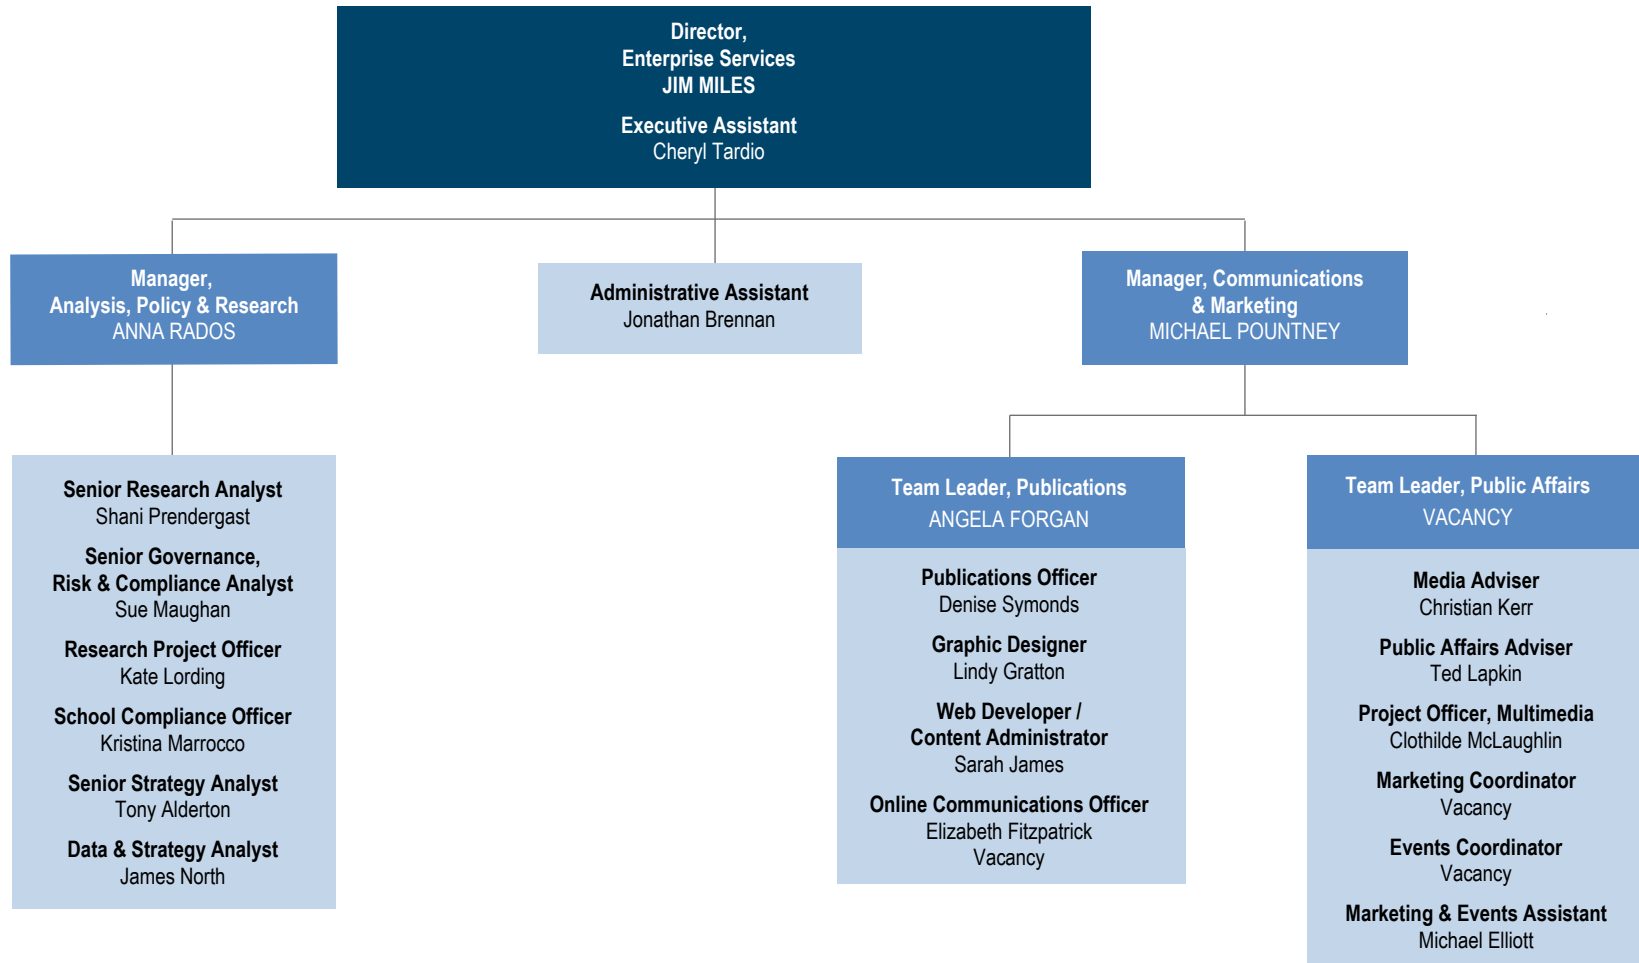 Director,
Enterprise Services
JIM MILES
Executive Assistant
Cheryl Tardio
Manager,
Analysis, Policy & Research
ANNA RADOS
Administrative Assistant
Jonathan Brennan
Manager, Communications
& Marketing
MICHAEL POUNTNEY
Senior Research Analyst
Shani Prendergast
Senior Governance,
Risk & Compliance Analyst
Sue Maughan
Research Project Officer
Kate Lording
School Compliance Officer
Kristina Marrocco
Senior Strategy Analyst
Tony Alderton
Data & Strategy Analyst
James North
Team Leader, Publications
ANGELA FORGAN
Publications Officer
Denise Symonds
Graphic Designer
Lindy Gratton
Web Developer /
Content Administrator
Sarah James
Online Communications Officer
Elizabeth Fitzpatrick
Vacancy
Team Leader, Public Affairs
VACANCY
Media Adviser
Christian Kerr
Public Affairs Adviser
Ted Lapkin
Project Officer, Multimedia
Clothilde McLaughlin
Marketing Coordinator
Vacancy
Events Coordinator
Vacancy
Marketing & Events Assistant
Michael Elliott